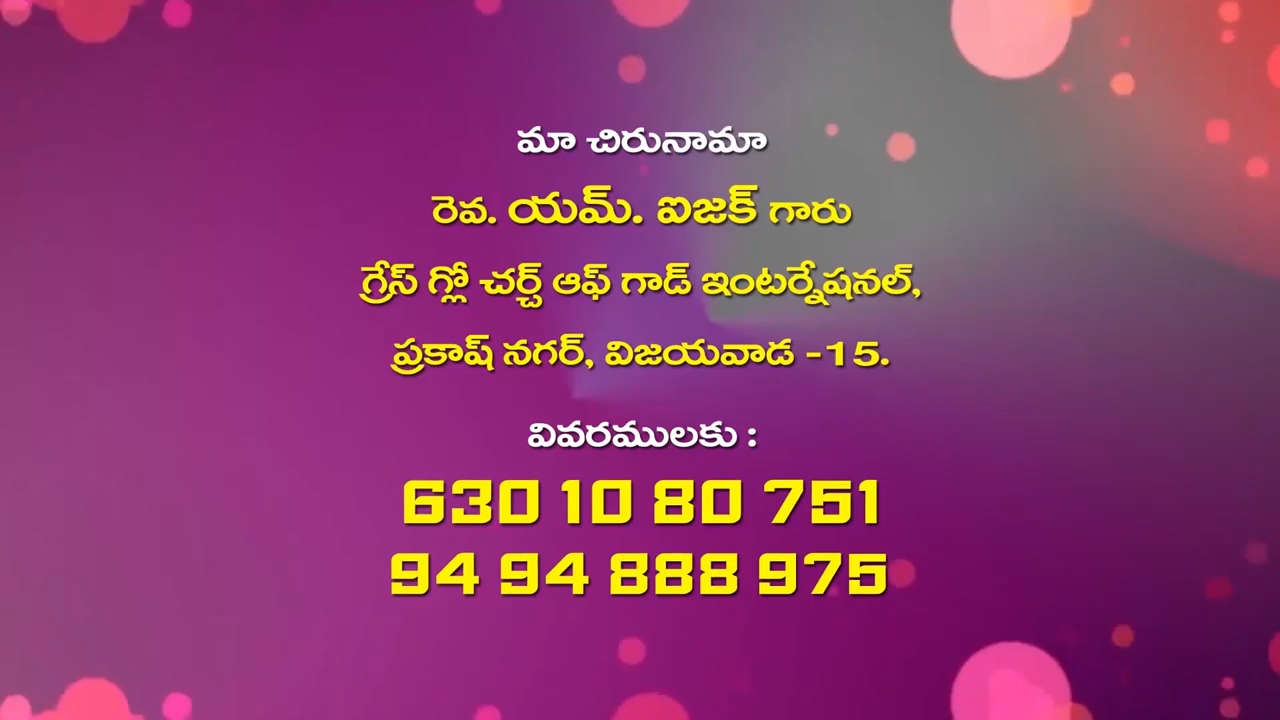 మా చిరునామా
రెవ. యమ్. ఐజక్ గారు
గ్రేస్ గ్లో చర్చ్ ఆఫ్ గాడ్ ఇంటర్నేషనల్,
ప్రకాష్ నగర్, విజయవాడ -15.
వివరములకు :
630 10 80 751
94 94 888 975